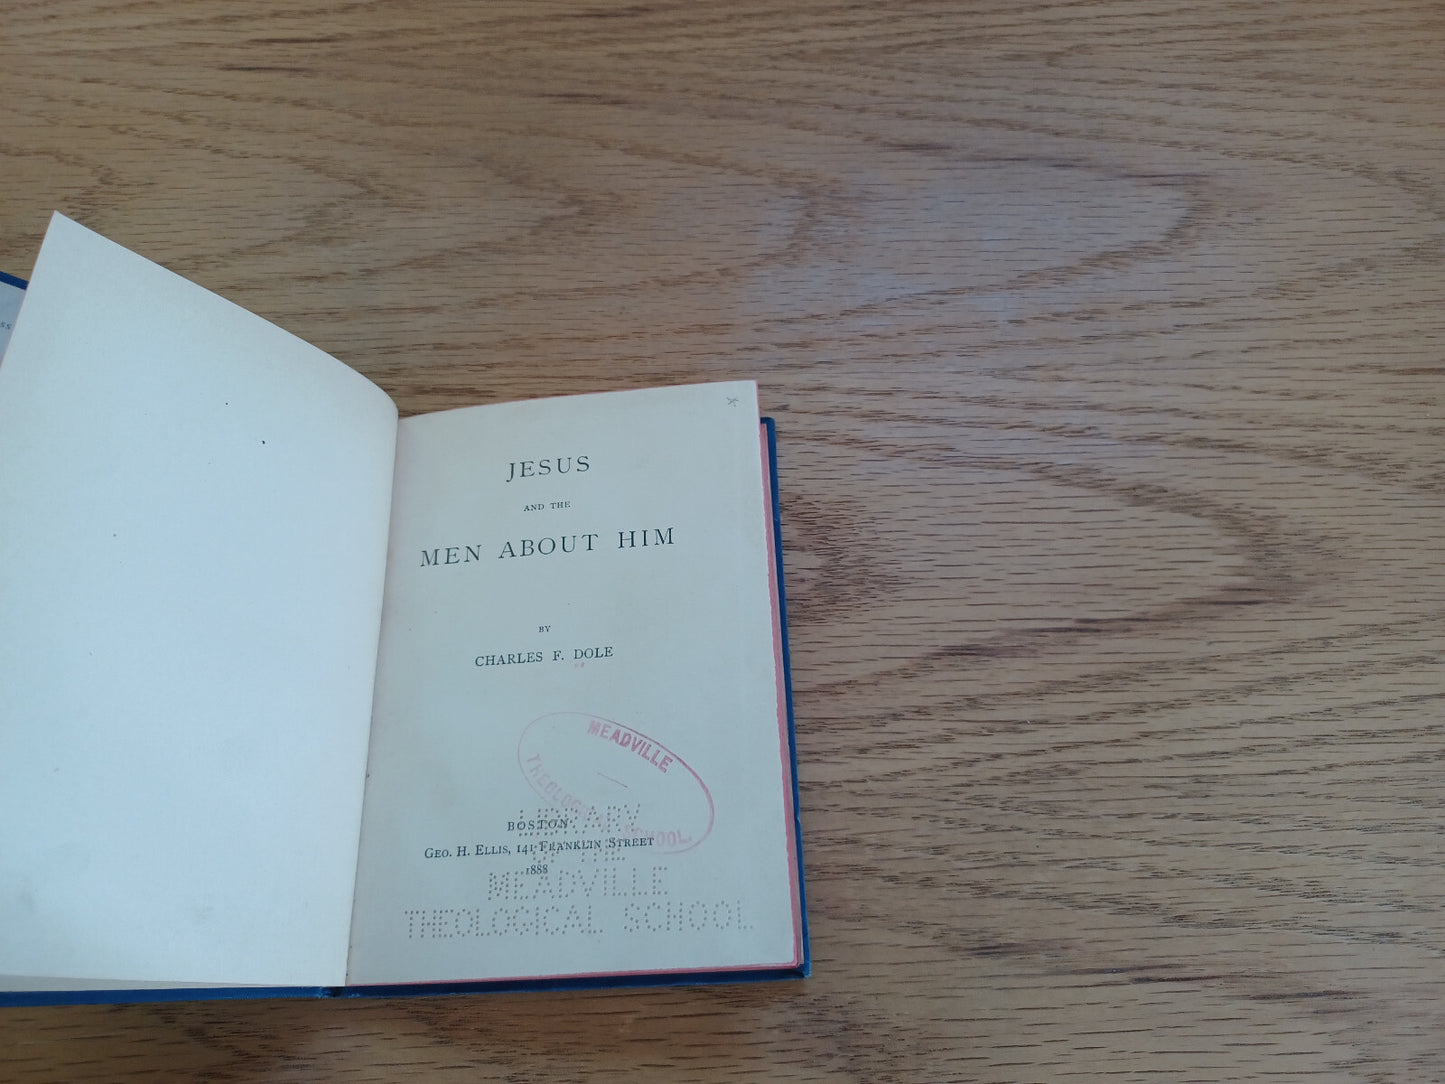 JESUS
AND THE
MEN ABOUT HIM
BY
CHARLES F. DOLE
MEADVILLE
THEOLOGICAL SCHOOL
BOSTON
GEO. H. ELLIS, 141 FRANKLIN STREET
1888
LIBRARY
OF THE
MEADVILLE
THEOLOGICAL SCHOOL